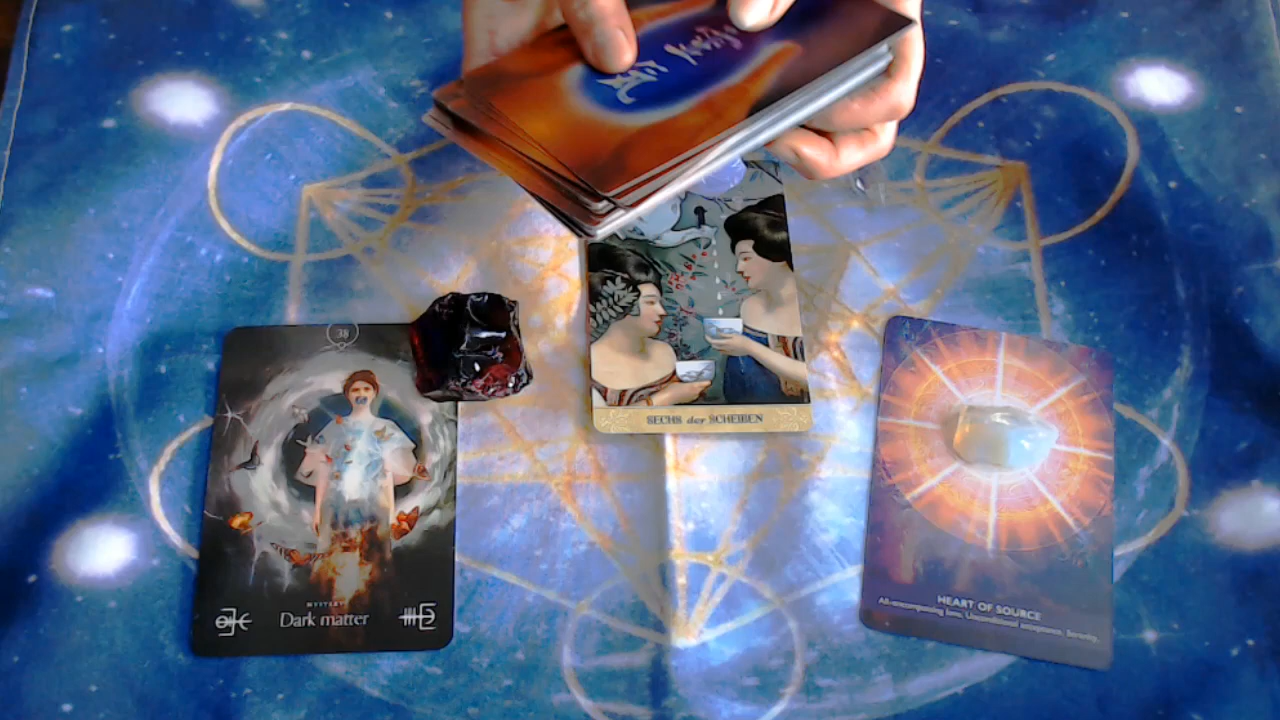 38
MYSTERY
Dark matter
SECHS der SCHEIBEN
HEART OF SOURCE
All-encompassing love. Unconditional acceptance. Serenity.